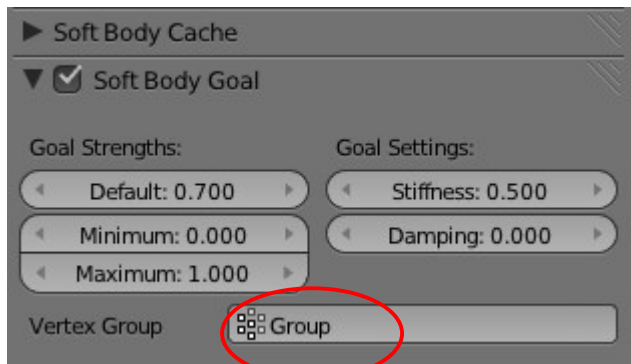 Soft Body Cache
Soft Body Goal
Goal Strengths: Goal Settings:
Default: 0.700 Stiffness: 0.500
Minimum: 0.000 Damping: 0.000
Maximum: 1.000
Vertex Group Group